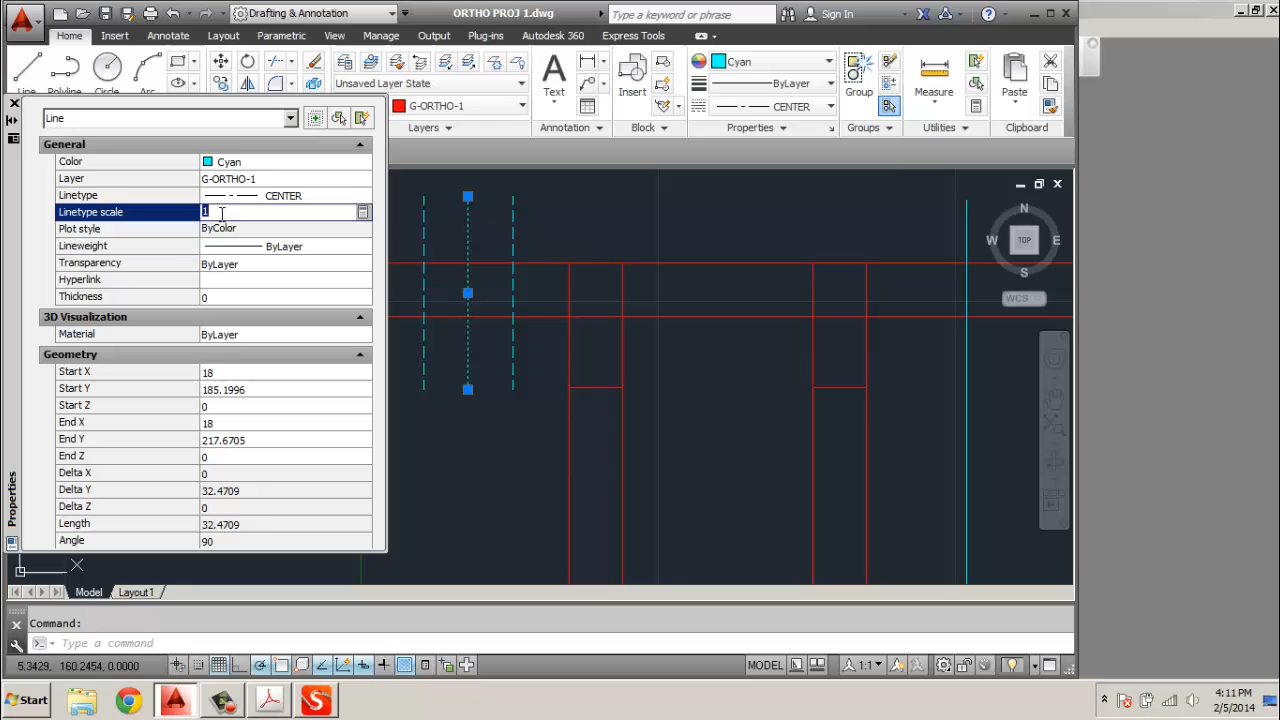 Drafting & Annotation
ORTHO PROJ 1.dwg
Type a keyword or phrase
Sign In
Home
Insert
Annotate
Layout
Parametric
View
Manage
Output
Plug-ins
Autodesk 360
Express Tools
Line
Polyline
Circle
Arc
Unsaved Layer State
G-ORTHO-1
Layers
Text
Annotation
Insert
Block
Cyan
ByLayer
CENTER
Properties
Group
Groups
Measure
Utilities
Paste
Clipboard
Line
General
Color Cyan
Layer G-ORTHO-1
Linetype CENTER
Linetype scale 1
Plot style ByColor
Lineweight ByLayer
Transparency ByLayer
Hyperlink
Thickness 0
3D Visualization
Material ByLayer
Geometry
Start X 18
Start Y 185.1996
Start Z 0
End X 18
End Y 217.6705
End Z 0
Delta X 0
Delta Y 32.4709
Delta Z 0
Length 32.4709
Angle 90
Properties
N
W TOP E
S
WCS
X
Model
Layout1
Command:
Type a command
5.3429, 160.2454, 0.0000
MODEL
1:1
Start
4:11 PM
2/5/2014